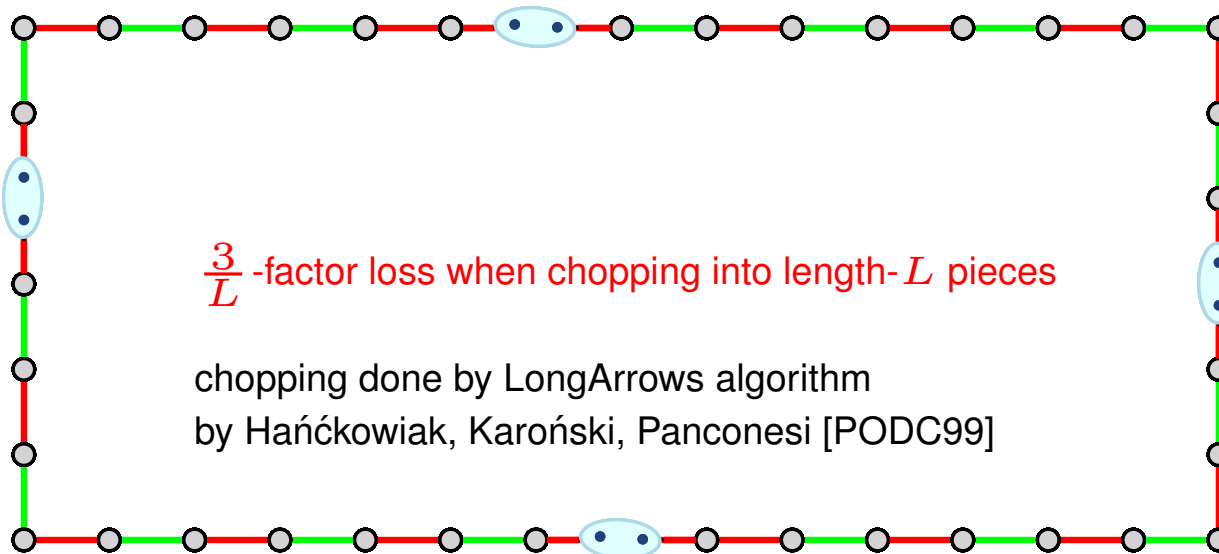 3/L -factor loss when chopping into length-L pieces
chopping done by LongArrows algorithm
by Hańćkowiak, Karoński, Panconesi [PODC99]